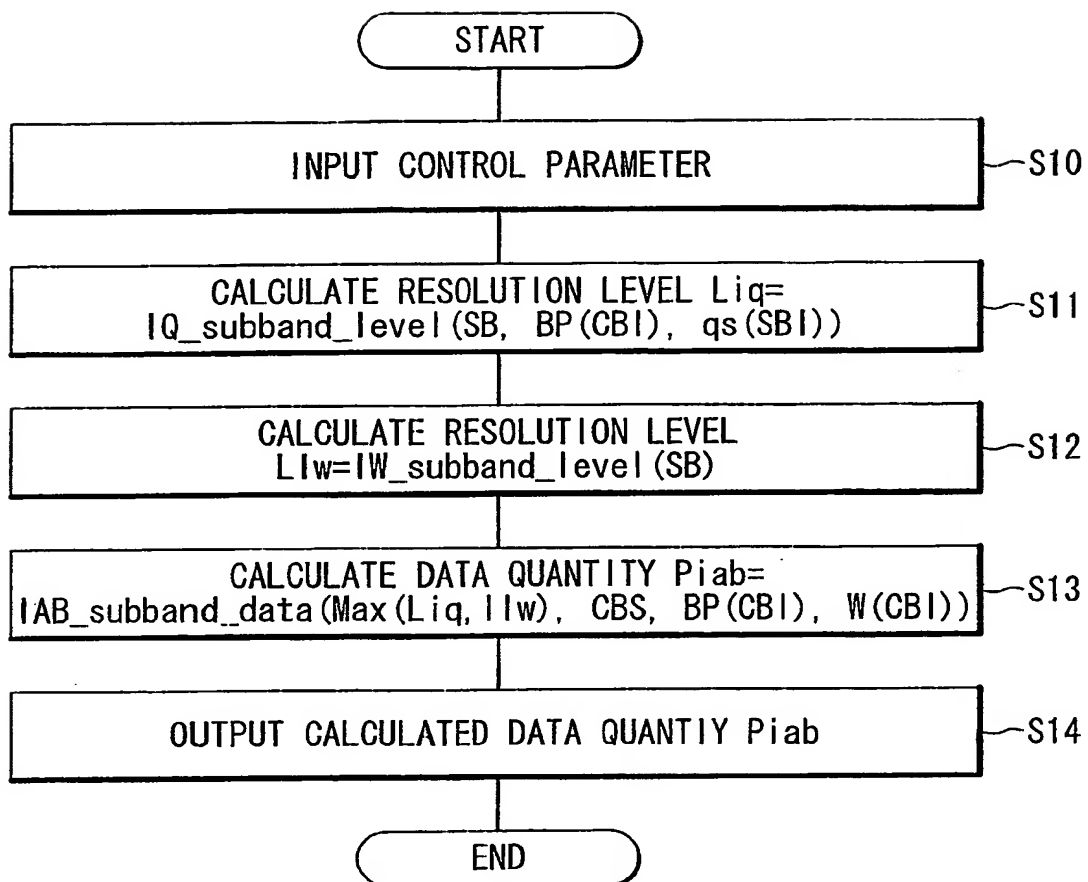 START
INPUT CONTROL PARAMETER
S10
CALCULATE RESOLUTION LEVEL Liq=
IQ_subband_level(SB, BP(CBI), qs(SBI))
S11
CALCULATE RESOLUTION LEVEL
LIw=IW_subband_level(SB)
S12
CALCULATE DATA QUANTITY Piab=
IAB_subband_data(Max(Liq, lIw), CBS, BP(CBI), W(CBI))
S13
OUTPUT CALCULATED DATA QUANTIY Piab
S14
END